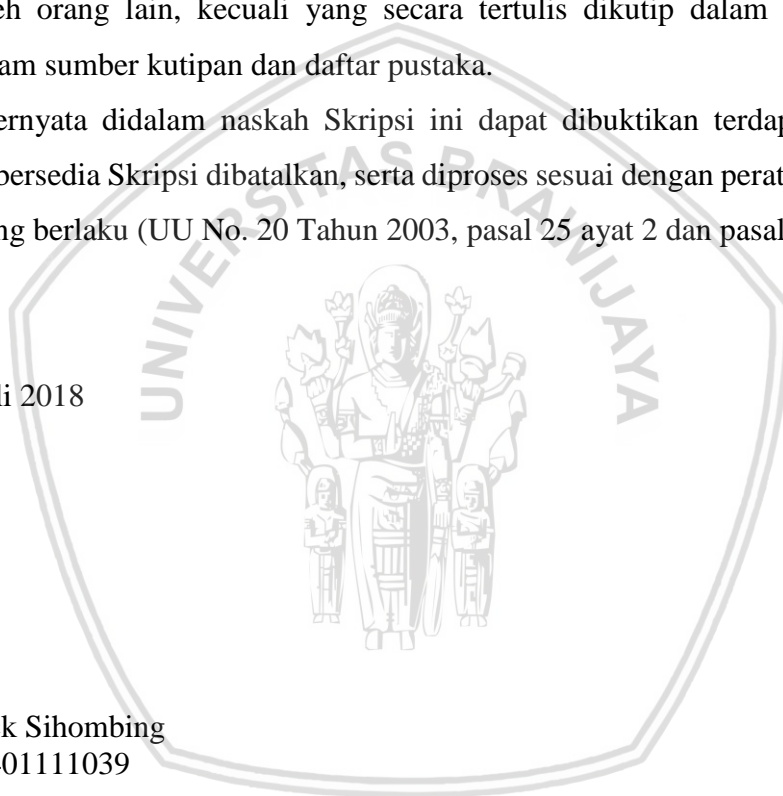 eh orang lain, kecuali yang secara tertulis dikutip dalam
am sumber kutipan dan daftar pustaka.
ernyata didalam naskah Skripsi ini dapat dibuktikan terdap
bersedia Skripsi dibatalkan, serta diproses sesuai dengan perat
ng berlaku (UU No. 20 Tahun 2003, pasal 25 ayat 2 dan pasal
UNIVERSITAS BRAWIJAYA
li 2018
k Sihombing
01111039